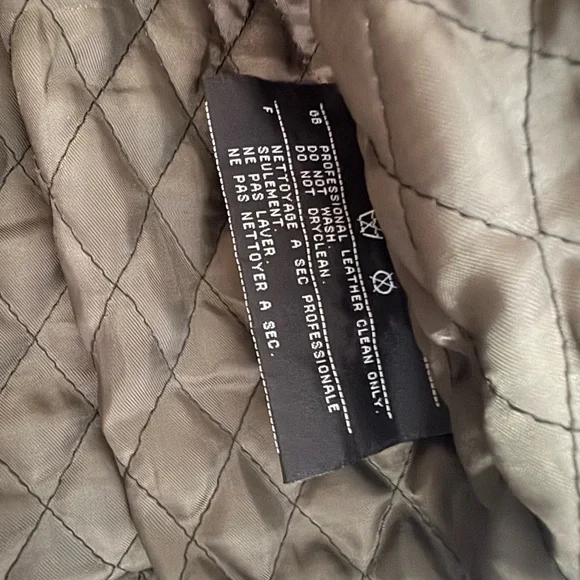 GB
PROFESSIONAL LEATHER CLEAN ONLY.
DO NOT WASH.
DO NOT DRYCLEAN.
F
NETTOYAGE A SEC PROFESSIONALE
SEULEMENT.
NE PAS LAVER.
NE PAS NETTOYER A SEC.